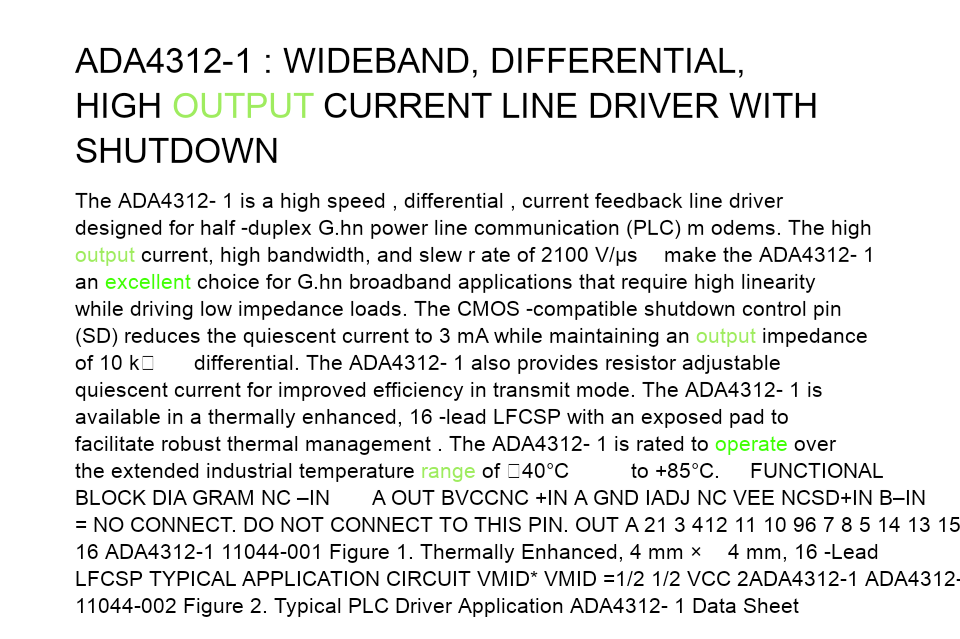 ADA4312-1 : WIDEBAND, DIFFERENTIAL,
HIGH OUTPUT CURRENT LINE DRIVER WITH
SHUTDOWN
The ADA4312- 1 is a high speed , differential , current feedback line driver
designed for half -duplex G.hn power line communication (PLC) m odems. The high
output current, high bandwidth, and slew r ate of 2100 V/μs make the ADA4312- 1
an excellent choice for G.hn broadband applications that require high linearity
while driving low impedance loads. The CMOS -compatible shutdown control pin
(SD) reduces the quiescent current to 3 mA while maintaining an output impedance
of 10 k□ differential. The ADA4312- 1 also provides resistor adjustable
quiescent current for improved efficiency in transmit mode. The ADA4312- 1 is
available in a thermally enhanced, 16 -lead LFCSP with an exposed pad to
facilitate robust thermal management . The ADA4312- 1 is rated to operate over
the extended industrial temperature range of □40°C to +85°C. FUNCTIONAL
BLOCK DIA GRAM NC –IN A OUT BVCCNC +IN A GND IADJ NC VEE NCSD+IN B–IN
= NO CONNECT. DO NOT CONNECT TO THIS PIN. OUT A 21 3 412 11 10 96 7 8 5 14 13 15
16 ADA4312-1 11044-001 Figure 1. Thermally Enhanced, 4 mm × 4 mm, 16 -Lead
LFCSP TYPICAL APPLICATION CIRCUIT VMID* VMID =1/2 1/2 VCC 2ADA4312-1 ADA4312-
11044-002 Figure 2. Typical PLC Driver Application ADA4312- 1 Data Sheet